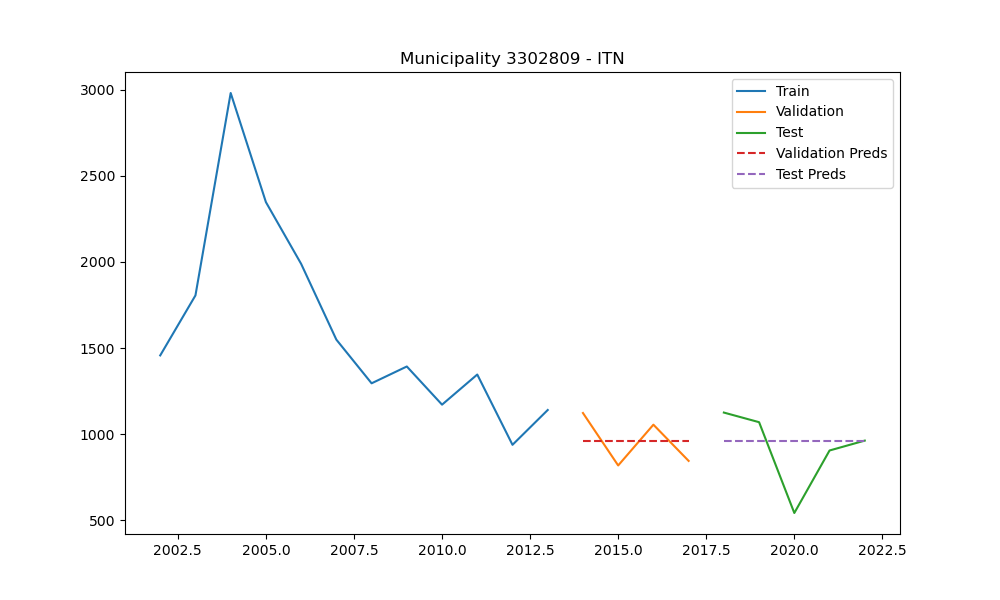 Municipality 3302809 - ITN
3000
2500
2000
1500
1000
500
Train
Validation
Test
Validation Preds
Test Preds
2002.5 2005.0 2007.5 2010.0 2012.5 2015.0 2017.5 2020.0 2022.5